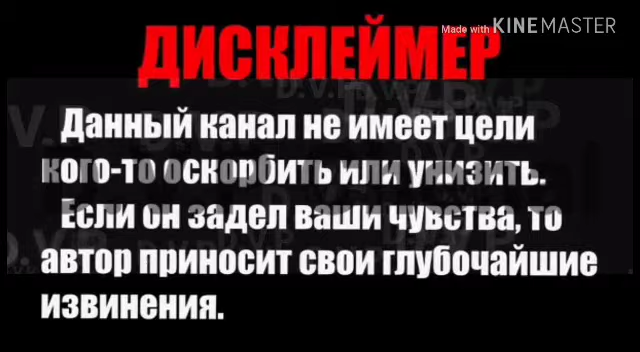 Made with KINEMASTER
ДИСКЛЕЙМЕР
Данный канал не имеет цели
кого-то оскорбить или унизить.
Если он задел ваши чувства, то
автор приносит свои глубочайшие
извинения.